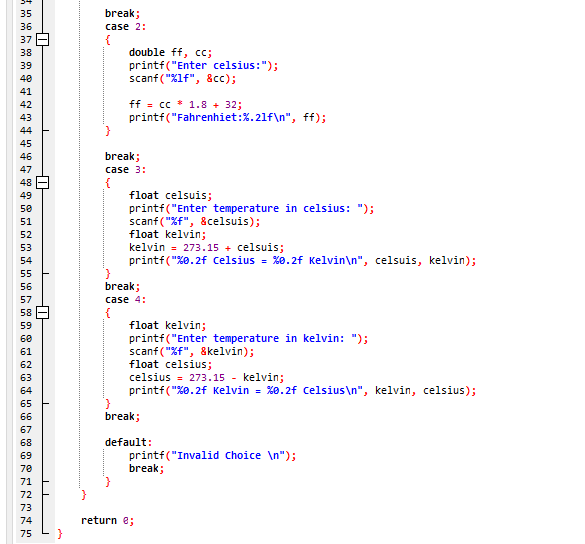 34
35 break;
36 case 2:
37 {
38 double ff, cc;
39 printf("Enter celsius:");
40 scanf("%lf", &cc);
41
42 ff = cc * 1.8 + 32;
43 printf("Fahrenhiet:%.2lf\n", ff);
44 }
45
46 break;
47 case 3:
48 {
49 float celsuis;
50 printf("Enter temperature in celsius: ");
51 scanf("%f", &celsuis);
52 float kelvin;
53 kelvin = 273.15 + celsuis;
54 printf("%0.2f Celsius = %0.2f Kelvin\n", celsuis, kelvin);
55 }
56 break;
57 case 4:
58 {
59 float kelvin;
60 printf("Enter temperature in kelvin: ");
61 scanf("%f", &kelvin);
62 float celsius;
63 celsius = 273.15 - kelvin;
64 printf("%0.2f Kelvin = %0.2f Celsius\n", kelvin, celsius);
65 }
66 break;
67
68 default:
69 printf("Invalid Choice \n");
70 break;
71 }
72 }
73
74 return 0;
75 }